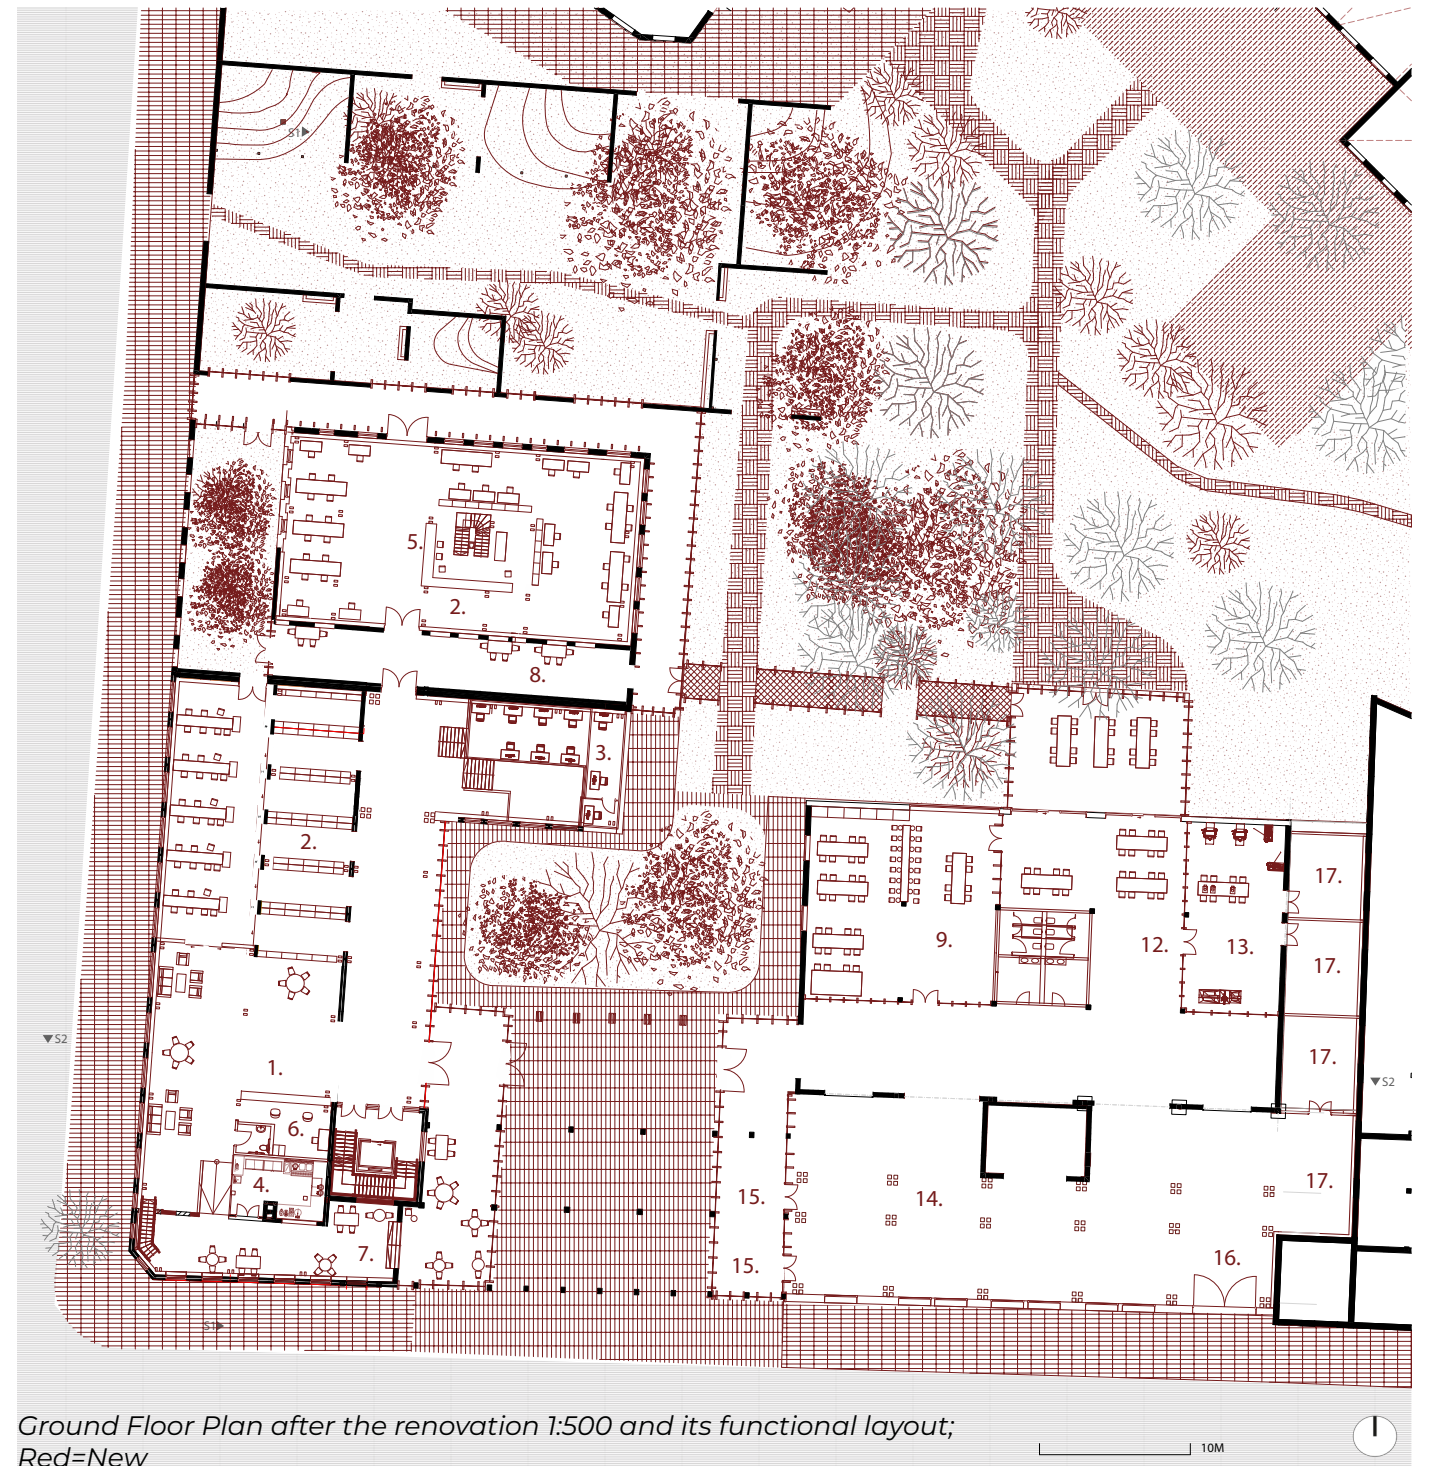 S1
5.
2.
8.
3.
2.
17.
9.
12.
13.
17.
S2
1.
17.
S2
6.
4.
15.
14.
17.
7.
15.
16.
S1
Ground Floor Plan after the renovation 1:500 and its functional layout;
Red=New
10M